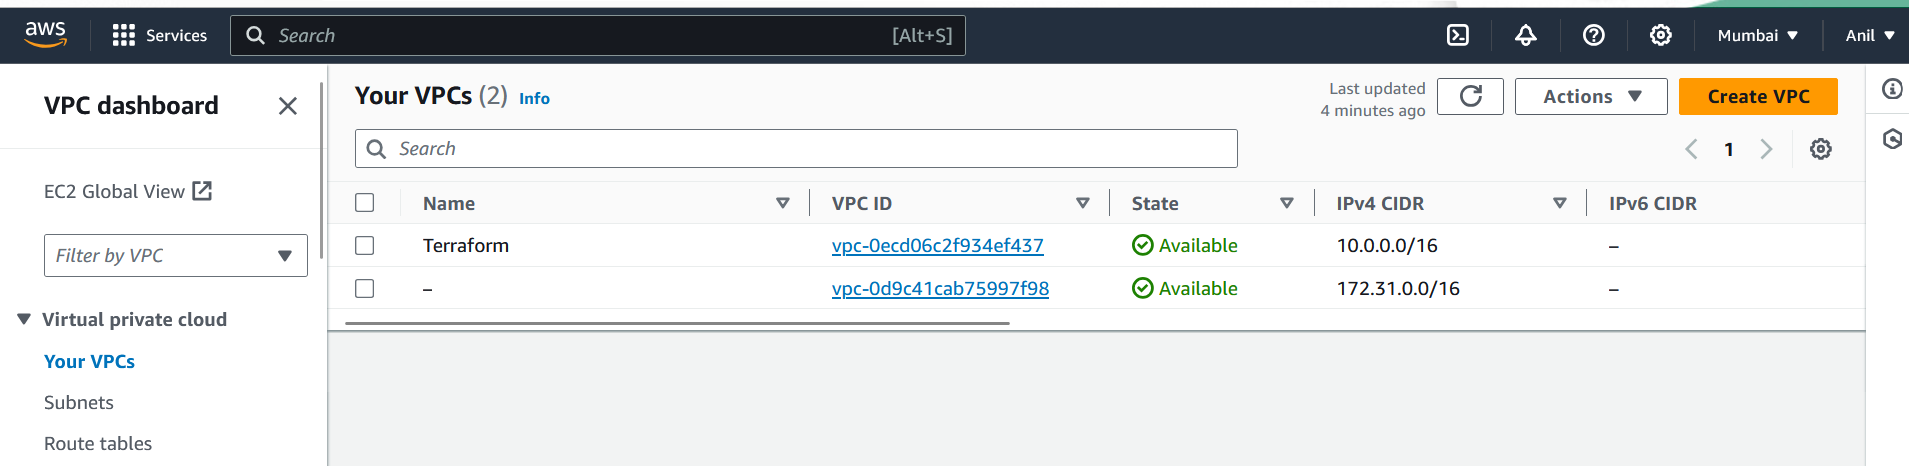 aws Services Search [Alt+S] Mumbai Anil
VPC dashboard
EC2 Global View
Filter by VPC
Virtual private cloud
Your VPCs
Subnets
Route tables
Your VPCs (2) Info
Last updated
4 minutes ago
Actions
Create VPC
Search
1
Name VPC ID State IPv4 CIDR IPv6 CIDR
Terraform vpc-0ecd06c2f934ef437 Available 10.0.0.0/16 –
– vpc-0d9c41cab75997f98 Available 172.31.0.0/16 –